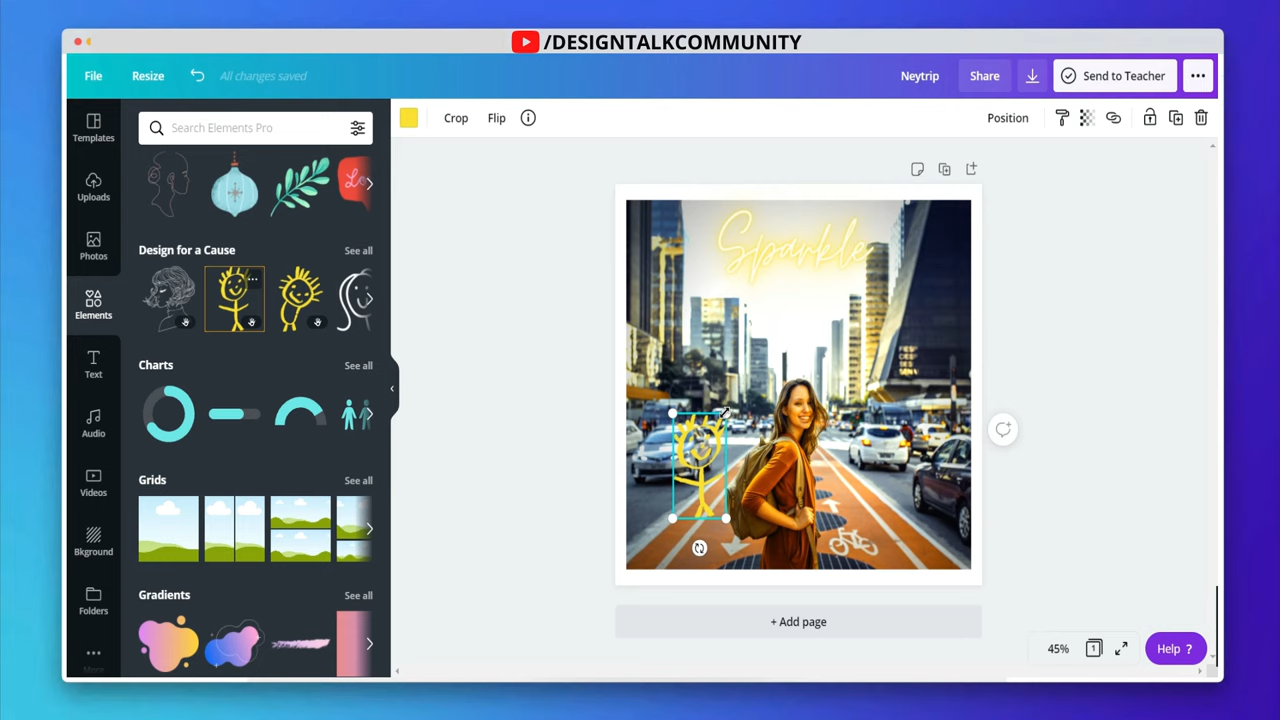 /DESIGNTALKCOMMUNITY
File
Resize
All changes saved
Neytrip
Share
Send to Teacher
Templates
Uploads
Photos
Elements
Text
Audio
Videos
Bkground
Folders
More
Search Elements Pro
Design for a Cause
See all
Charts
See all
Grids
See all
Gradients
See all
Crop
Flip
Position
Sparkle
+ Add page
45%
1
Help ?